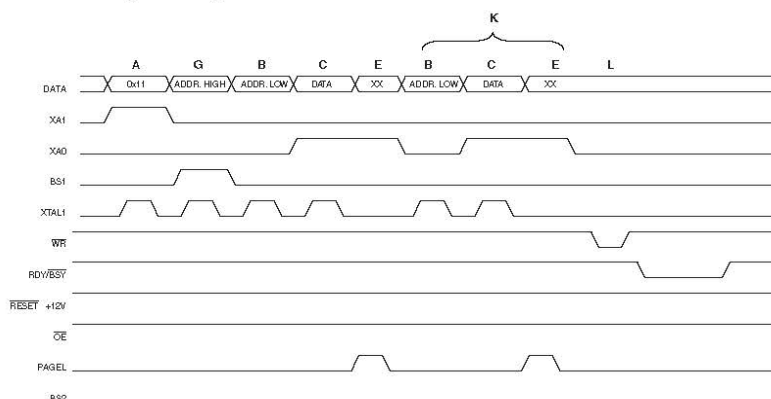 K
A G B C E B C E L
DATA 0x11 ADDR. HIGH ADDR. LOW DATA XX ADDR. LOW DATA XX
XA1
XA0
BS1
XTAL1
WR
RDY/BSY
RESET +12V
OE
PAGEL
BS2